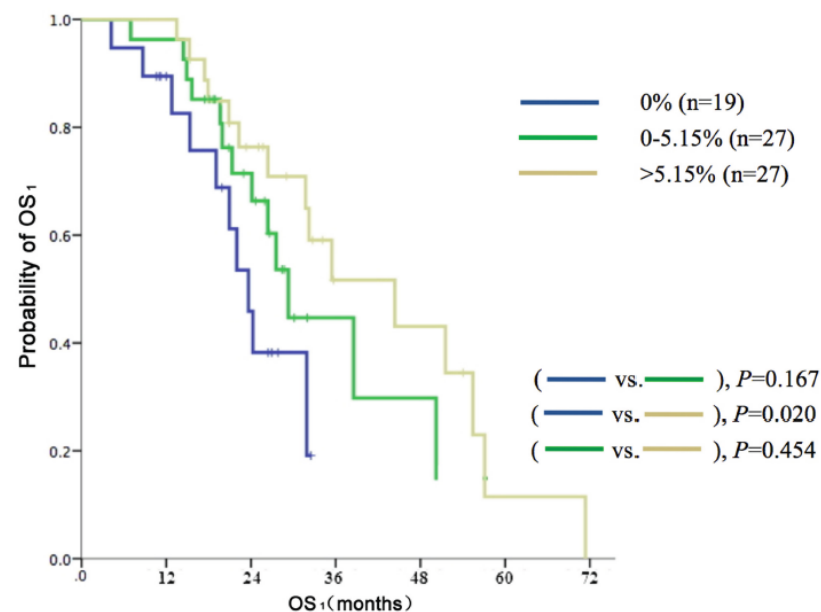 1.0
0.8
0.6
0.4
0.2
0.0
Probability of OS₁
0% (n=19)
0-5.15% (n=27)
>5.15% (n=27)
( vs. ), P=0.167
( vs. ), P=0.020
( vs. ), P=0.454
.0 12 24 36 48 60 72
OS₁(months)